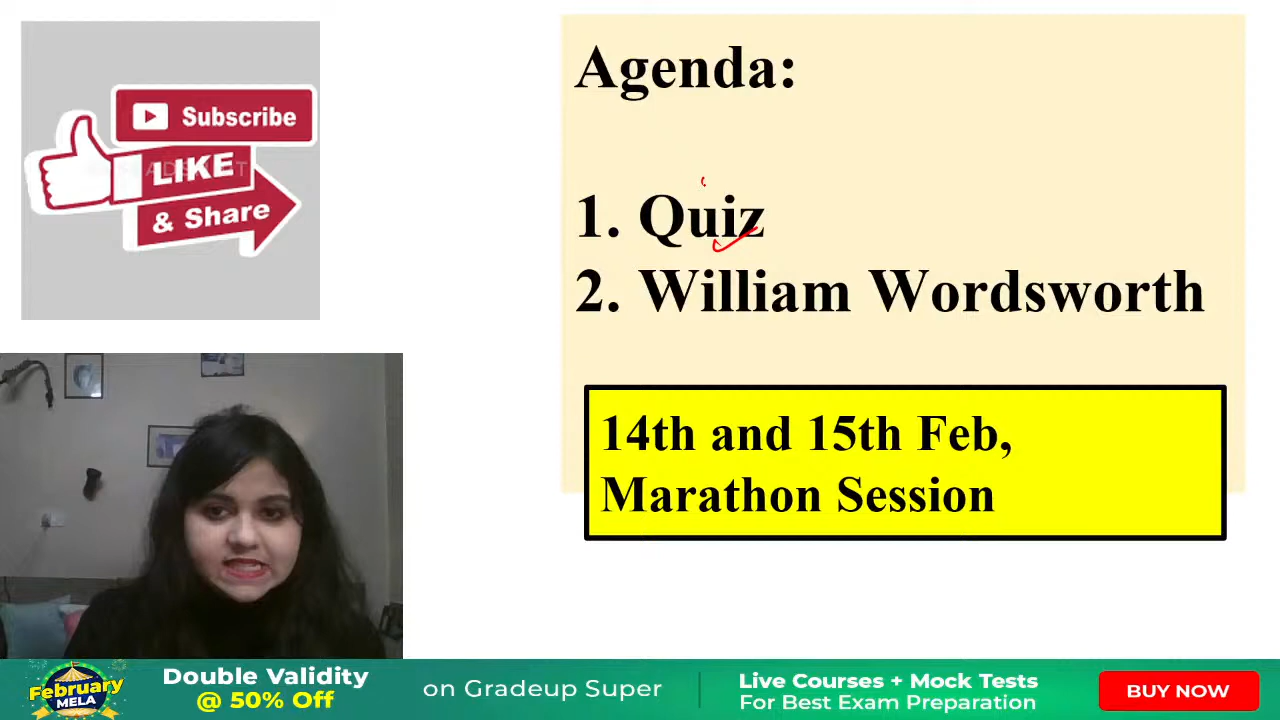 Subscribe
LIKE
& Share
Agenda:
1. Quiz
2. William Wordsworth
14th and 15th Feb,
Marathon Session
February
MELA
Double Validity
@ 50% Off
on Gradeup Super
Live Courses + Mock Tests
For Best Exam Preparation
BUY NOW